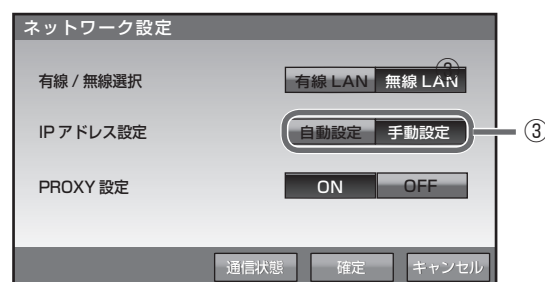 ネットワーク設定
有線 / 無線選択 有線 LAN 無線 LAN
IP アドレス設定 自動設定 手動設定 ③
PROXY 設定 ON OFF
通信状態 確定 キャンセル